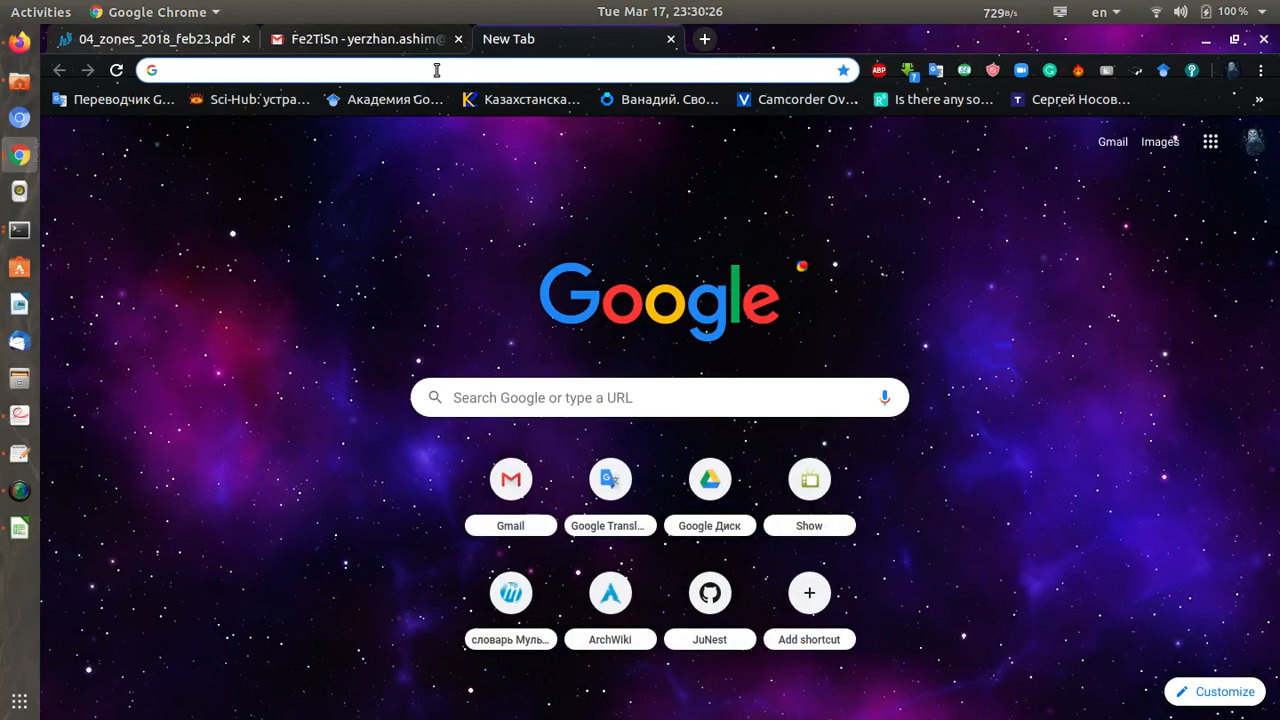 Activities Google Chrome Tue Mar 17, 23:30:26 729B/s en 100%
04_zones_2018_feb23.pdf Fe2TiSn - yerzhan.ashim@ New Tab
Переводчик G... Sci-Hub: устра... Академия Go... Казахстанска... Ванадий. Сво... Camcorder Ov... Is there any so... Сергей Носов... »
Gmail Images
Google
Search Google or type a URL
Gmail Google Transl... Google Диск Show
словарь Муль... ArchWiki JuNest Add shortcut
Customize